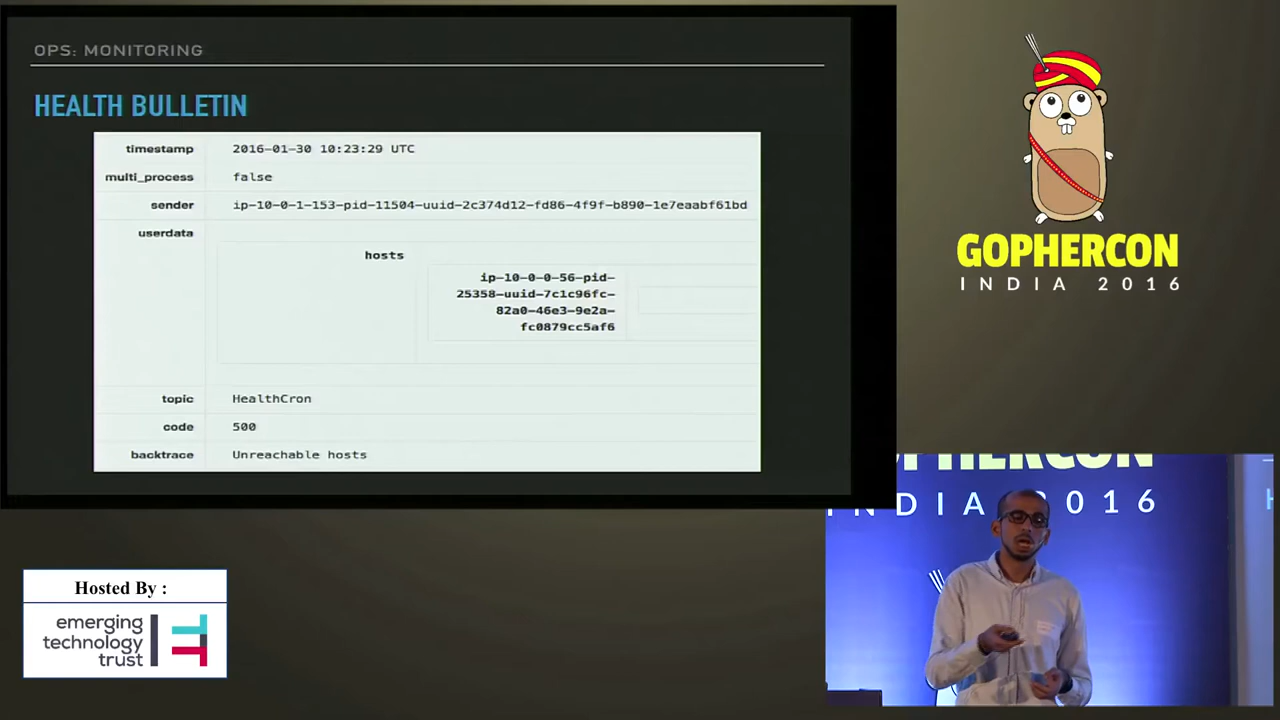 OPS: MONITORING
HEALTH BULLETIN
timestamp 2016-01-30 10:23:29 UTC
multi_process false
sender ip-10-0-1-153-pid-11504-uuid-2c374d12-fd86-4f9f-b890-1e7eaabf61bd
userdata
hosts
ip-10-0-0-56-pid-
25358-uuid-7c1c96fc-
82a0-46e3-9e2a-
fc0879cc5af6
topic HealthCron
code 500
backtrace Unreachable hosts
GOPHERCON
INDIA 2016
GOPHERCON
INDIA 2016
Hosted By :
emerging
technology
trust